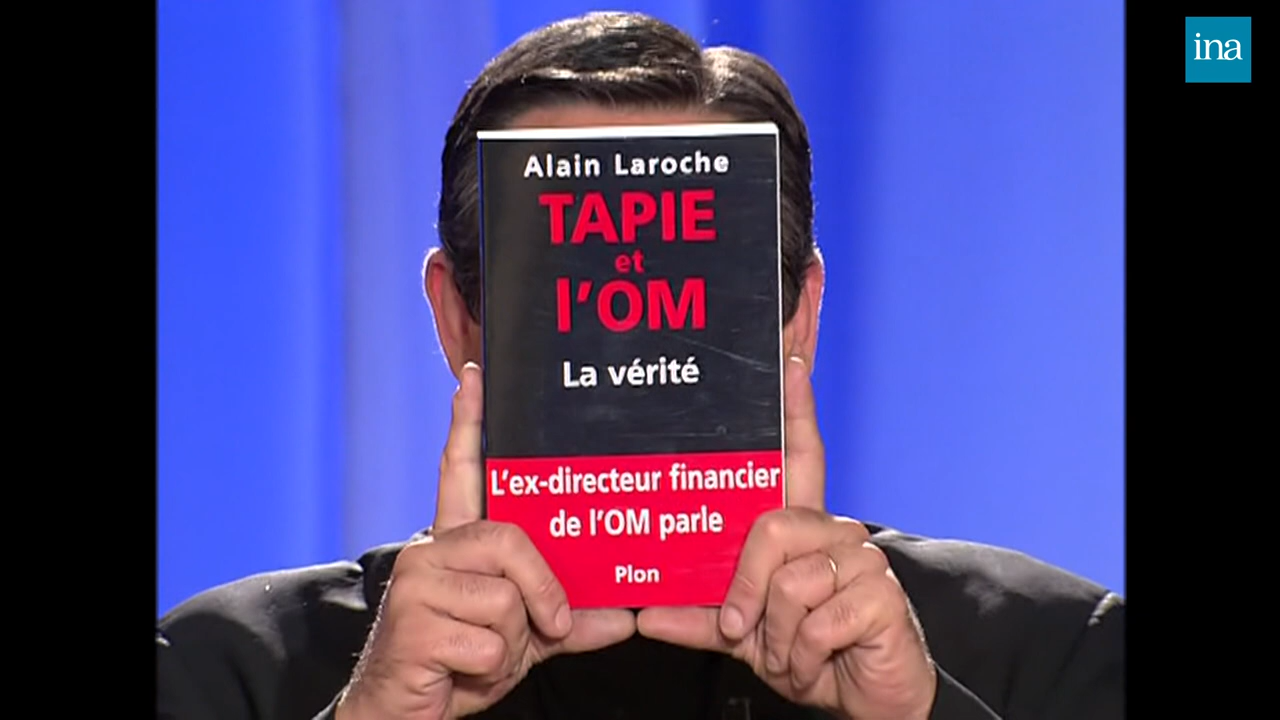 ina
Alain Laroche
TAPIE
et
l'OM
La vérité
L'ex-directeur financier
de l'OM parle
Plon